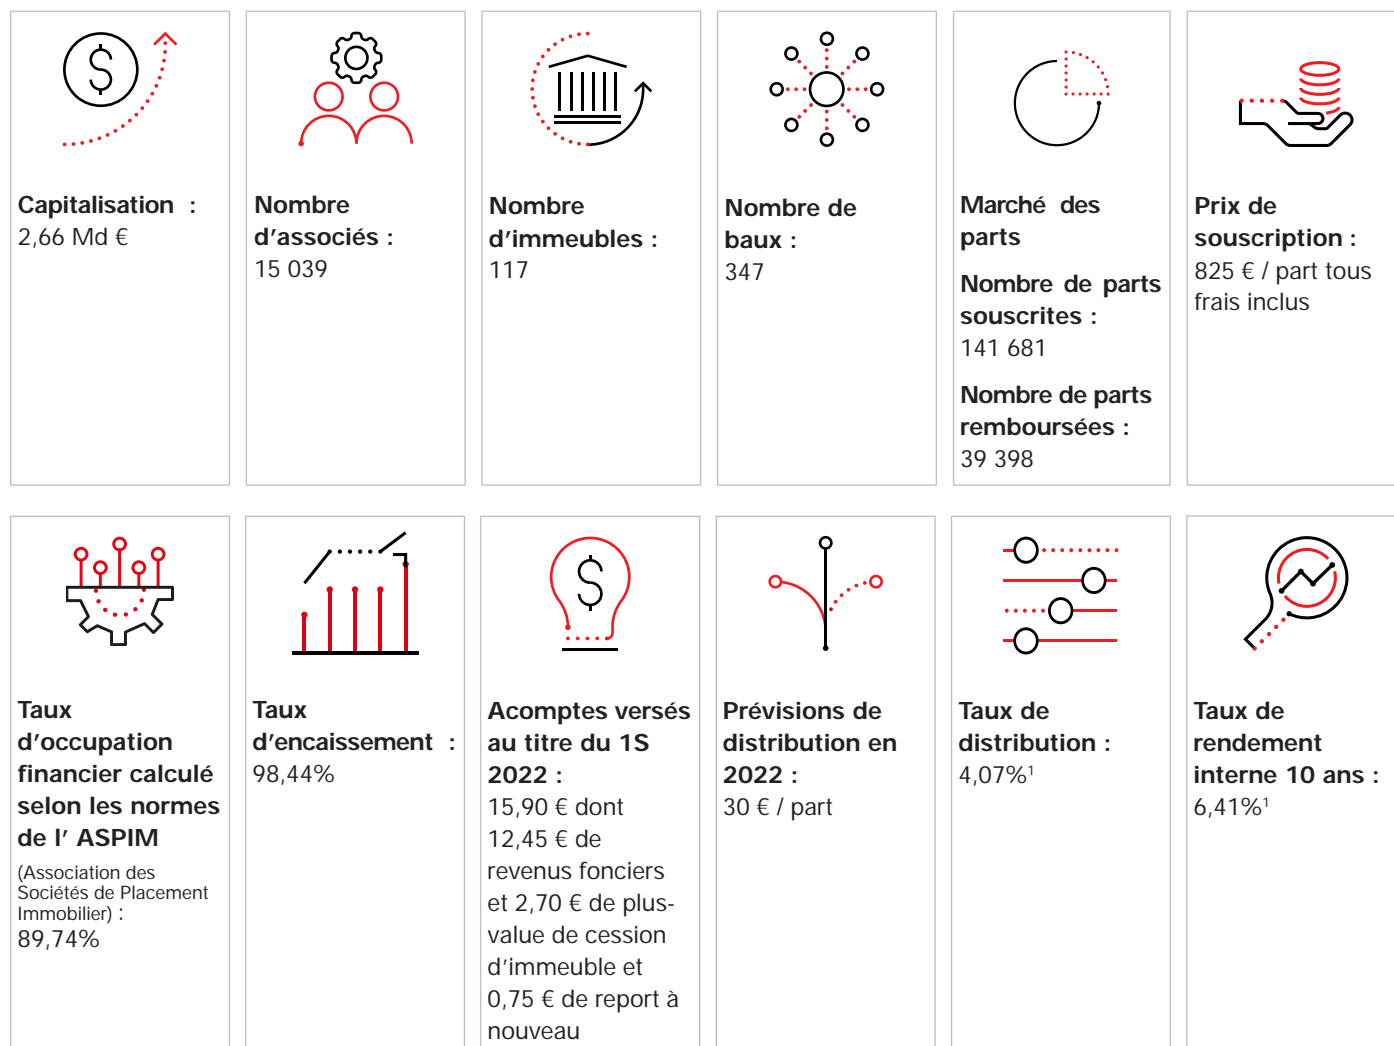 Capitalisation :
2,66 Md €
Nombre
d'associés :
15 039
Nombre
d'immeubles :
117
Nombre de
baux :
347
Marché des
parts
Nombre de parts
souscrites :
141 681
Nombre de parts
remboursées :
39 398
Prix de
souscription :
825 € / part tous
frais inclus
Taux
d'occupation
financier calculé
selon les normes
de l' ASPIM
(Association des
Sociétés de Placement
Immobilier) :
89,74%
Taux
d'encaissement :
98,44%
Acomptes versés
au titre du 1S
2022 :
15,90 € dont
12,45 € de
revenus fonciers
et 2,70 € de plus-
value de cession
d'immeuble et
0,75 € de report à
nouveau
Prévisions de
distribution en
2022 :
30 € / part
Taux de
distribution :
4,07%¹
Taux de
rendement
interne 10 ans :
6,41%¹